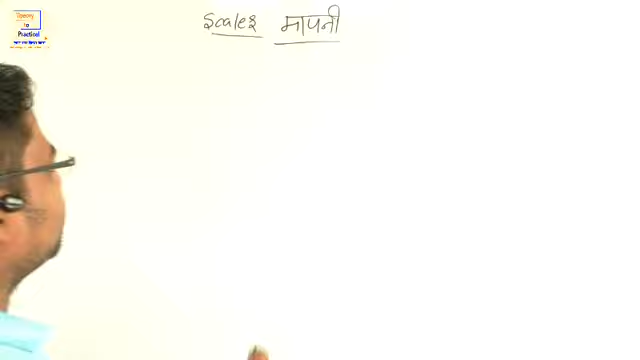 Theory
to
Practical
Scales मापनी